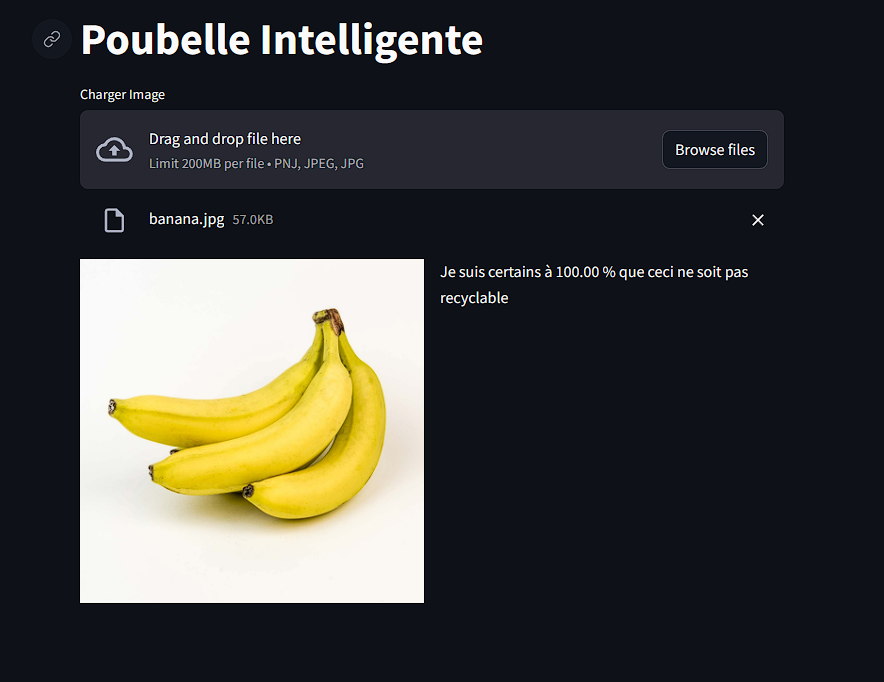 Poubelle Intelligente
Charger Image
Drag and drop file here
Limit 200MB per file • PNJ, JPEG, JPG
Browse files
banana.jpg 57.0KB
Je suis certains à 100.00 % que ceci ne soit pas
recyclable